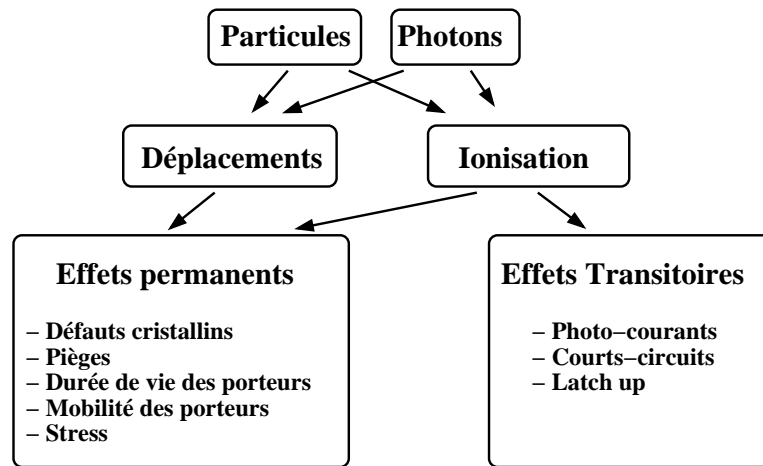 Particules
Photons
Déplacements
Ionisation
Effets permanents
− Défauts cristallins
− Pièges
− Durée de vie des porteurs
− Mobilité des porteurs
− Stress
Effets Transitoires
− Photo−courants
− Courts−circuits
− Latch up